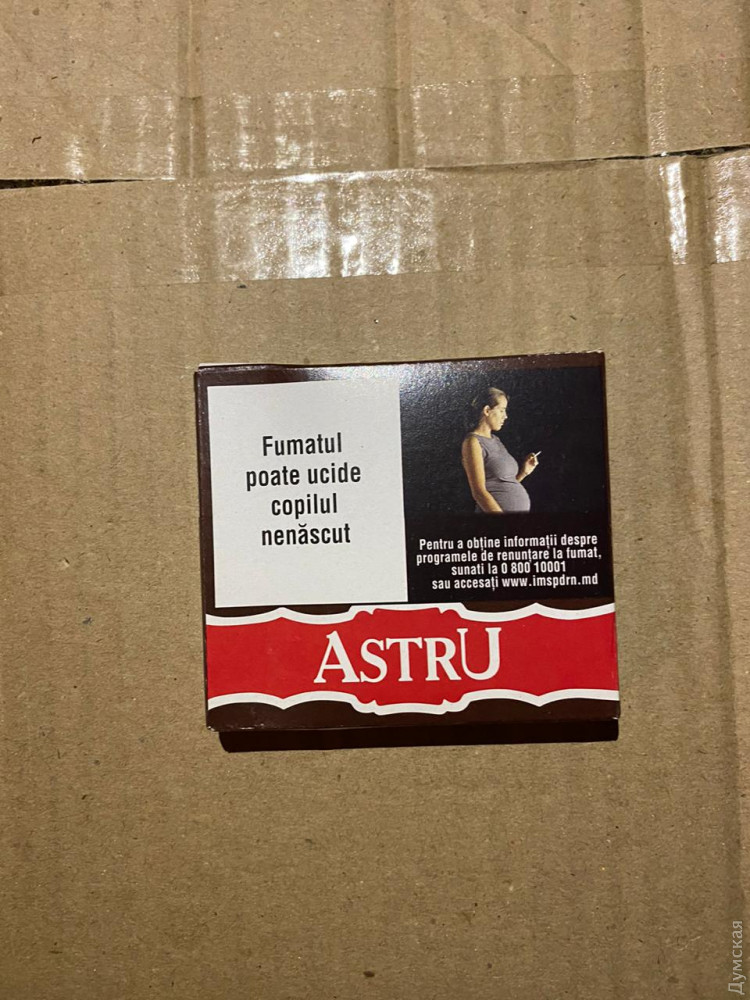 Fumatul
poate ucide
copilul
nenăscut
Pentru a obține informații despre
programele de renunțare la fumat,
sunati la 0 800 10001
sau accesați www.imspdrn.md
ASTRU
Думская